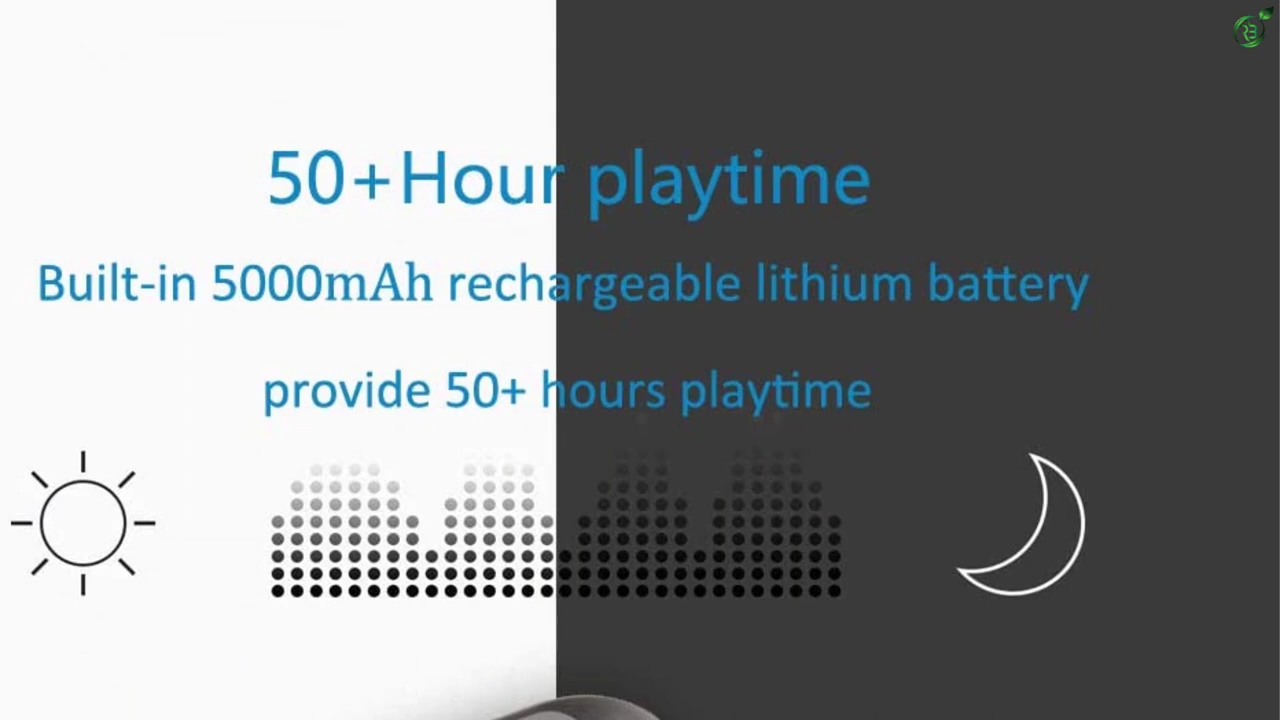 50+Hour playtime
Built-in 5000mAh rechargeable lithium battery
provide 50+ hours playtime